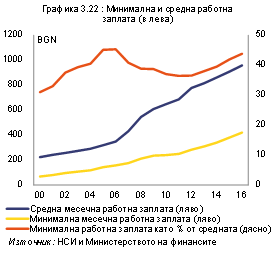 Графика 3.22 : Минимална и средна работна
заплата (в лева)
1200
1000
800
600
400
200
0
BGN
50
40
30
20
10
0
00 02 04 06 08 10 12 14 16
Средна месечна работна заплата (ляво)
Минимална месечна работна заплата (ляво)
Минимална работна заплата като % от средната (дясно)
Източник: НСИ и Министерството на финансите